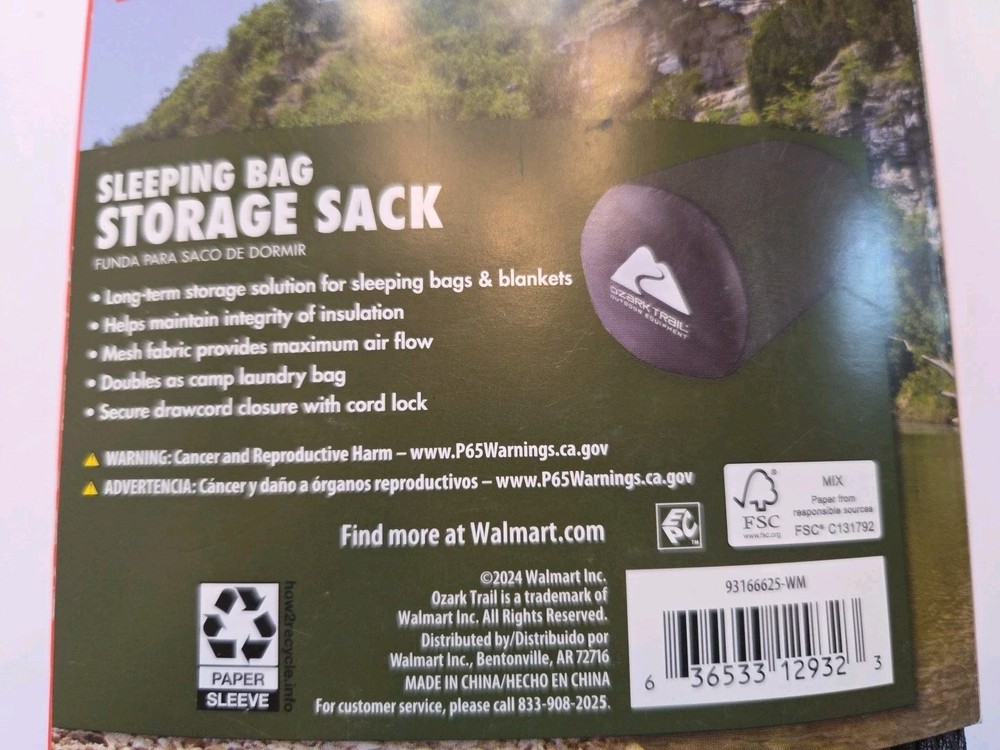 SLEEPING BAG
STORAGE SACK
FUNDA PARA SACO DE DORMIR
• Long-term storage solution for sleeping bags & blankets
• Helps maintain integrity of insulation
• Mesh fabric provides maximum air flow
• Doubles as camp laundry bag
• Secure drawcord closure with cord lock
OZARK TRAIL
OUTDOOR EQUIPMENT
WARNING: Cancer and Reproductive Harm – www.P65Warnings.ca.gov
ADVERTENCIA: Cáncer y daño a órganos reproductivos – www.P65Warnings.ca.gov
Find more at Walmart.com
EPC™
FSC®
www.fsc.org
MIX
Paper from
responsible sources
FSC® C131792
how2recycle.info
PAPER
SLEEVE
©2024 Walmart Inc.
Ozark Trail is a trademark of
Walmart Inc. All Rights Reserved.
Distributed by/Distribuido por
Walmart Inc., Bentonville, AR 72716
MADE IN CHINA/HECHO EN CHINA
For customer service, please call 833-908-2025.
93166625-WM
6 36533 12932 3